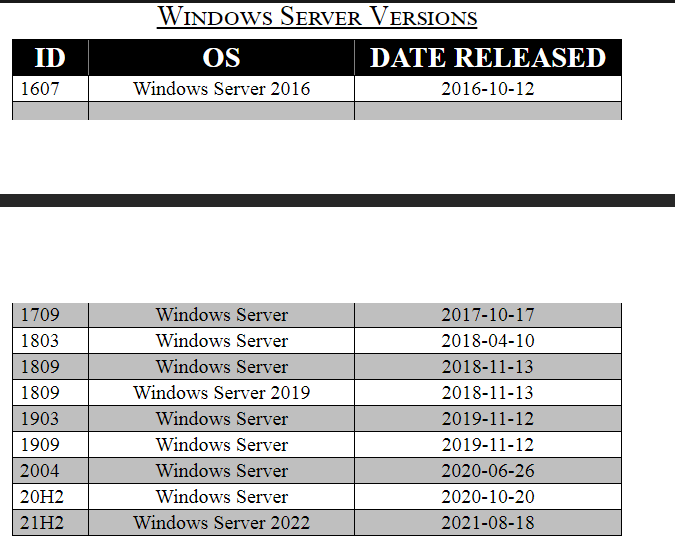 Windows Server Versions
ID OS DATE RELEASED
1607 Windows Server 2016 2016-10-12
1709 Windows Server 2017-10-17
1803 Windows Server 2018-04-10
1809 Windows Server 2018-11-13
1809 Windows Server 2019 2018-11-13
1903 Windows Server 2019-11-12
1909 Windows Server 2019-11-12
2004 Windows Server 2020-06-26
20H2 Windows Server 2020-10-20
21H2 Windows Server 2022 2021-08-18